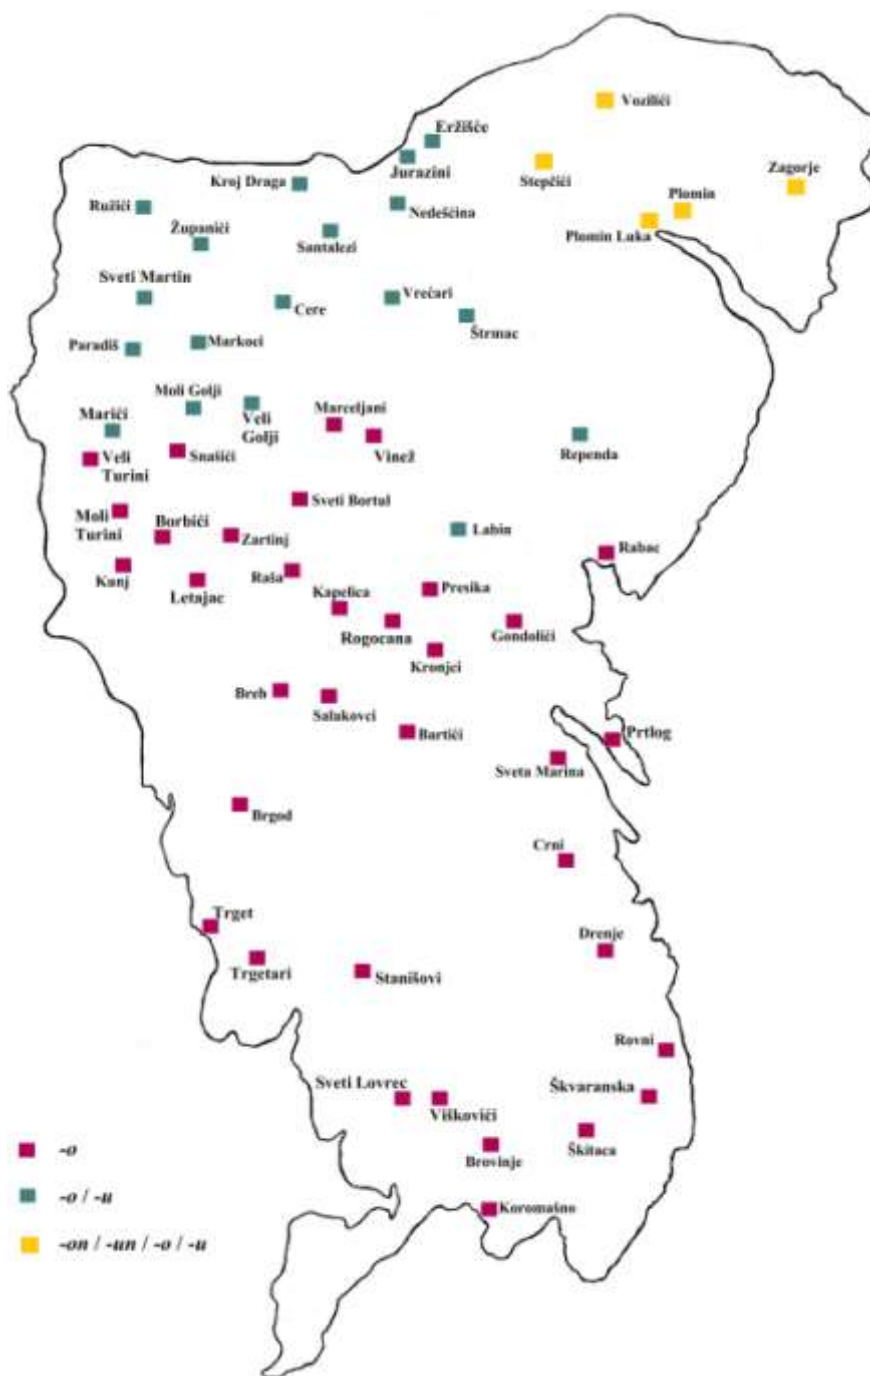 Vozilići
Eržišče
Jurazini
Stepčići
Zagorje
Kroj Draga
Plomin
Ružići
Nedešćina
Županići
Santalezi
Plomin Luka
Sveti Martin
Cere
Vrećari
Štrmac
Paradiš
Markoci
Moli Golji
Veli
Golji
Marceljani
Marići
Vinež
Rependa
Snašići
Veli
Turini
Sveti Bortul
Moli
Turini
Borbići
Zartinj
Labin
Rabac
Kunj
Letajac
Raša
Kapelica
Presika
Rogocana
Gondolići
Kronjci
Breh
Salakovci
Bartići
Prtlog
Sveta Marina
Brgod
Crni
Trget
Drenje
Trgetari
Stanišovi
Rovni
Sveti Lovrec
Škvaranska
Viškovići
Škitaca
Brovinje
Koromašno
-o
-o / -u
-on / -un / -o / -u